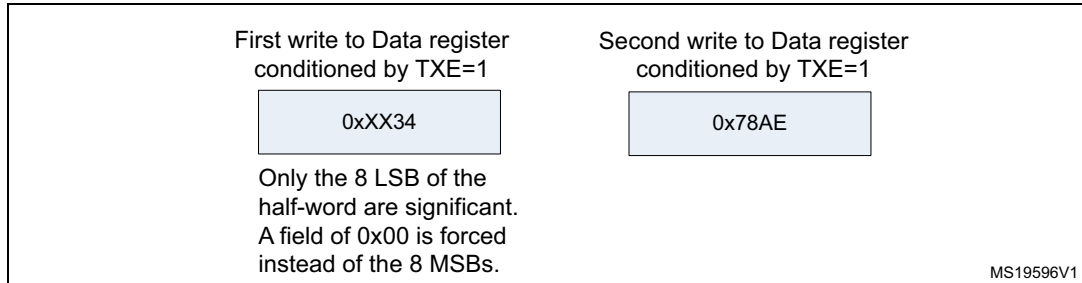 First write to Data register
conditioned by TXE=1
0xXX34
Only the 8 LSB of the
half-word are significant.
A field of 0x00 is forced
instead of the 8 MSBs.
Second write to Data register
conditioned by TXE=1
0x78AE
MS19596V1